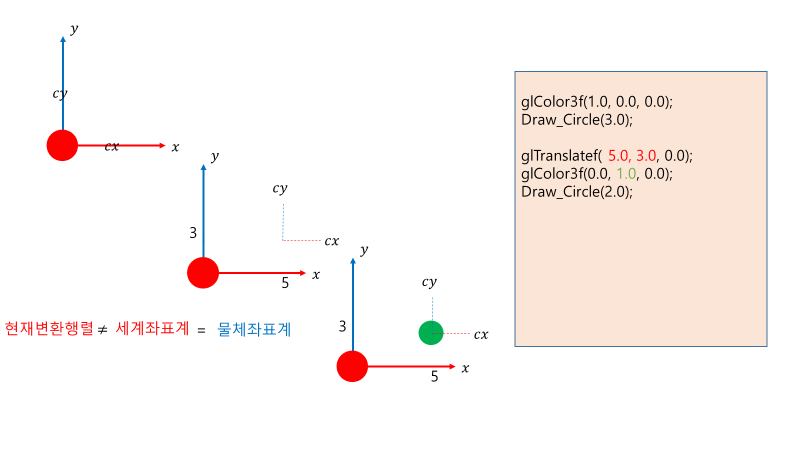 y
cy
cx
x
y
3
5
x
cy
cx
y
3
5
x
cy
cx
현재변환행렬 ≠ 세계좌표계 = 물체좌표계
glColor3f(1.0, 0.0, 0.0);
Draw_Circle(3.0);
glTranslatef( 5.0, 3.0, 0.0);
glColor3f(0.0, 1.0, 0.0);
Draw_Circle(2.0);